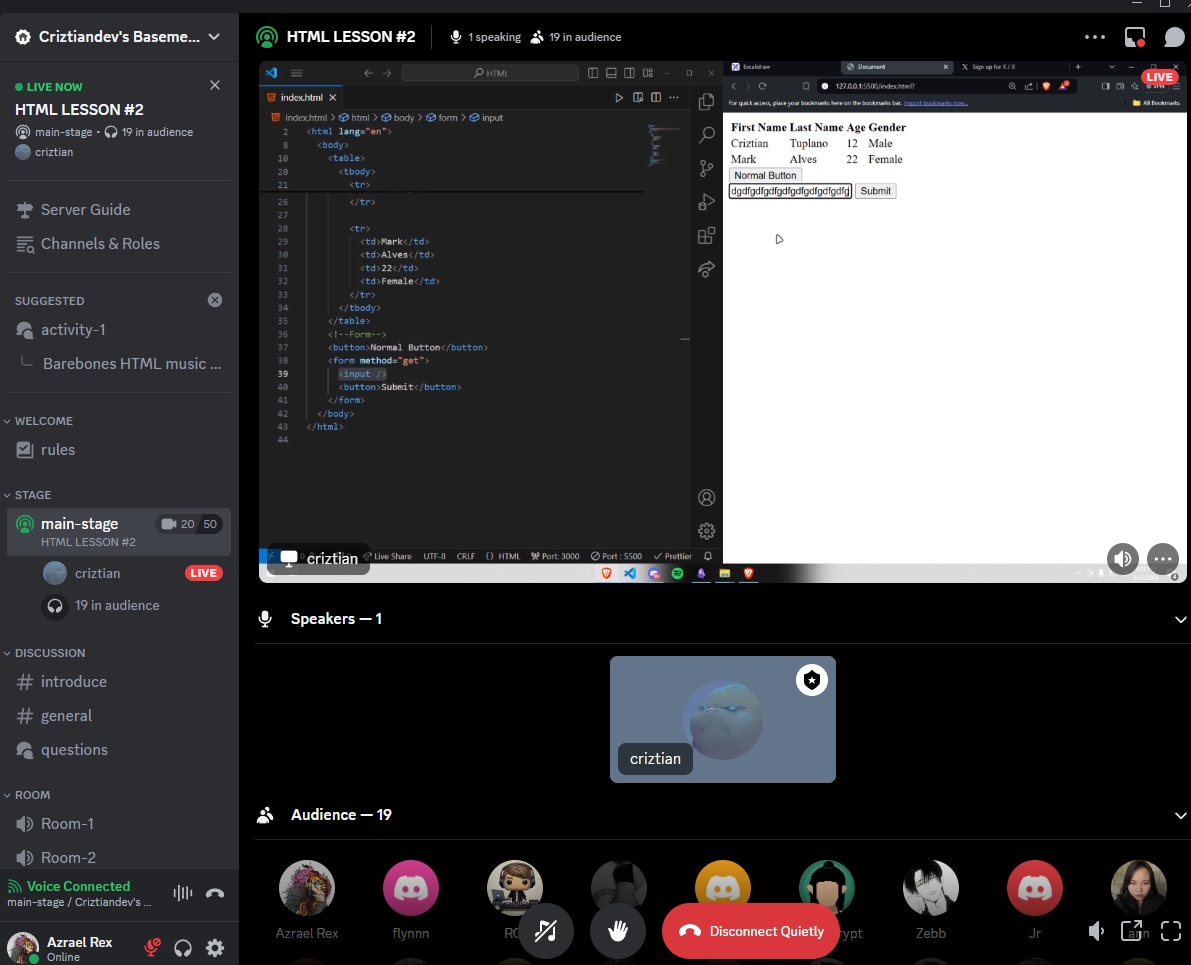 Criztiandev's Baseme...
LIVE NOW
HTML LESSON #2
main-stage • 19 in audience
criztian
Server Guide
Channels & Roles
SUGGESTED
activity-1
Barebones HTML music ...
WELCOME
rules
STAGE
main-stage 20 50
HTML LESSON #2
criztian LIVE
19 in audience
DISCUSSION
introduce
general
questions
ROOM
Room-1
Room-2
Voice Connected
main-stage / Criztiandev's ...
Azrael Rex
Online
HTML LESSON #2 1 speaking 19 in audience
HTML
index.html
index.html > html > body > form > input
2 <html lang="en">
8 <body>
10 <table>
20 <tbody>
21 <tr>
26 </tr>
27
28 <tr>
29 <td>Mark</td>
30 <td>Alves</td>
31 <td>22</td>
32 <td>Female</td>
33 </tr>
34 </tbody>
35 </table>
36 <!--Form-->
37 <button>Normal Button</button>
38 <form method="get">
39 <input />
40 <button>Submit</button>
41 </form>
42 </body>
43 </html>
44
Live Share UTF-8 CRLF {} HTML Port: 3000 Port : 5500 Prettier
criztian
Excalidraw Document Sign up for X / X
LIVE
127.0.0.1:5500/index.html?
For quick access, place your bookmarks here on the bookmarks bar. Import bookmarks now... All Bookmarks
First Name Last Name Age Gender
Criztian Tuplano 12 Male
Mark Alves 22 Female
Normal Button
dgdfgdfgdfgdfgdfgdfgdfgdfg Submit
Speakers — 1
criztian
Audience — 19
Azrael Rex flynnn Zebb Jr
Disconnect Quietly